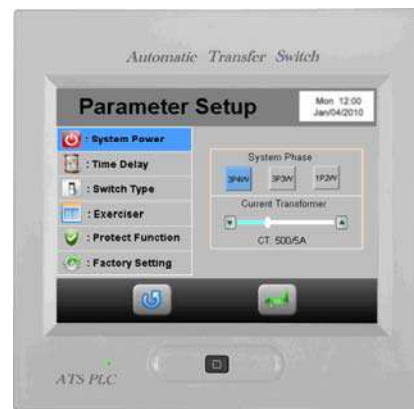 Automatic Transfer Switch
Parameter Setup
Mon 12:00
Jan/04/2010
: System Power
: Time Delay
: Switch Type
: Exerciser
: Protect Function
: Factory Setting
System Phase
3P4W 3P3W 1P3W
Current Transformer
CT: 500/5A
ATS PLC